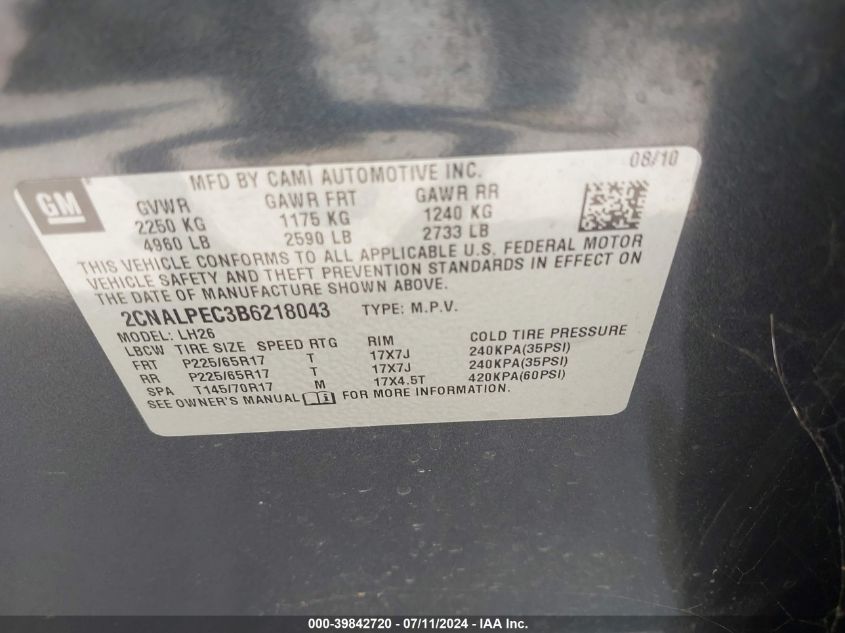 GM
MFD BY CAMI AUTOMOTIVE INC. 08/10
GVWR GAWR FRT GAWR RR
2250 KG 1175 KG 1240 KG
4960 LB 2590 LB 2733 LB
THIS VEHICLE CONFORMS TO ALL APPLICABLE U.S. FEDERAL MOTOR
VEHICLE SAFETY AND THEFT PREVENTION STANDARDS IN EFFECT ON
THE DATE OF MANUFACTURE SHOWN ABOVE.
2CNALPEC3B6218043 TYPE: M.P.V.
MODEL: LH26
LBCW TIRE SIZE SPEED RTG RIM COLD TIRE PRESSURE
FRT P225/65R17 T 17X7J 240KPA(35PSI)
RR P225/65R17 T 17X7J 240KPA(35PSI)
SPA T145/70R17 M 17X4.5T 420KPA(60PSI)
SEE OWNER'S MANUAL FOR MORE INFORMATION.
000-39842720 - 07/11/2024 - IAA Inc.